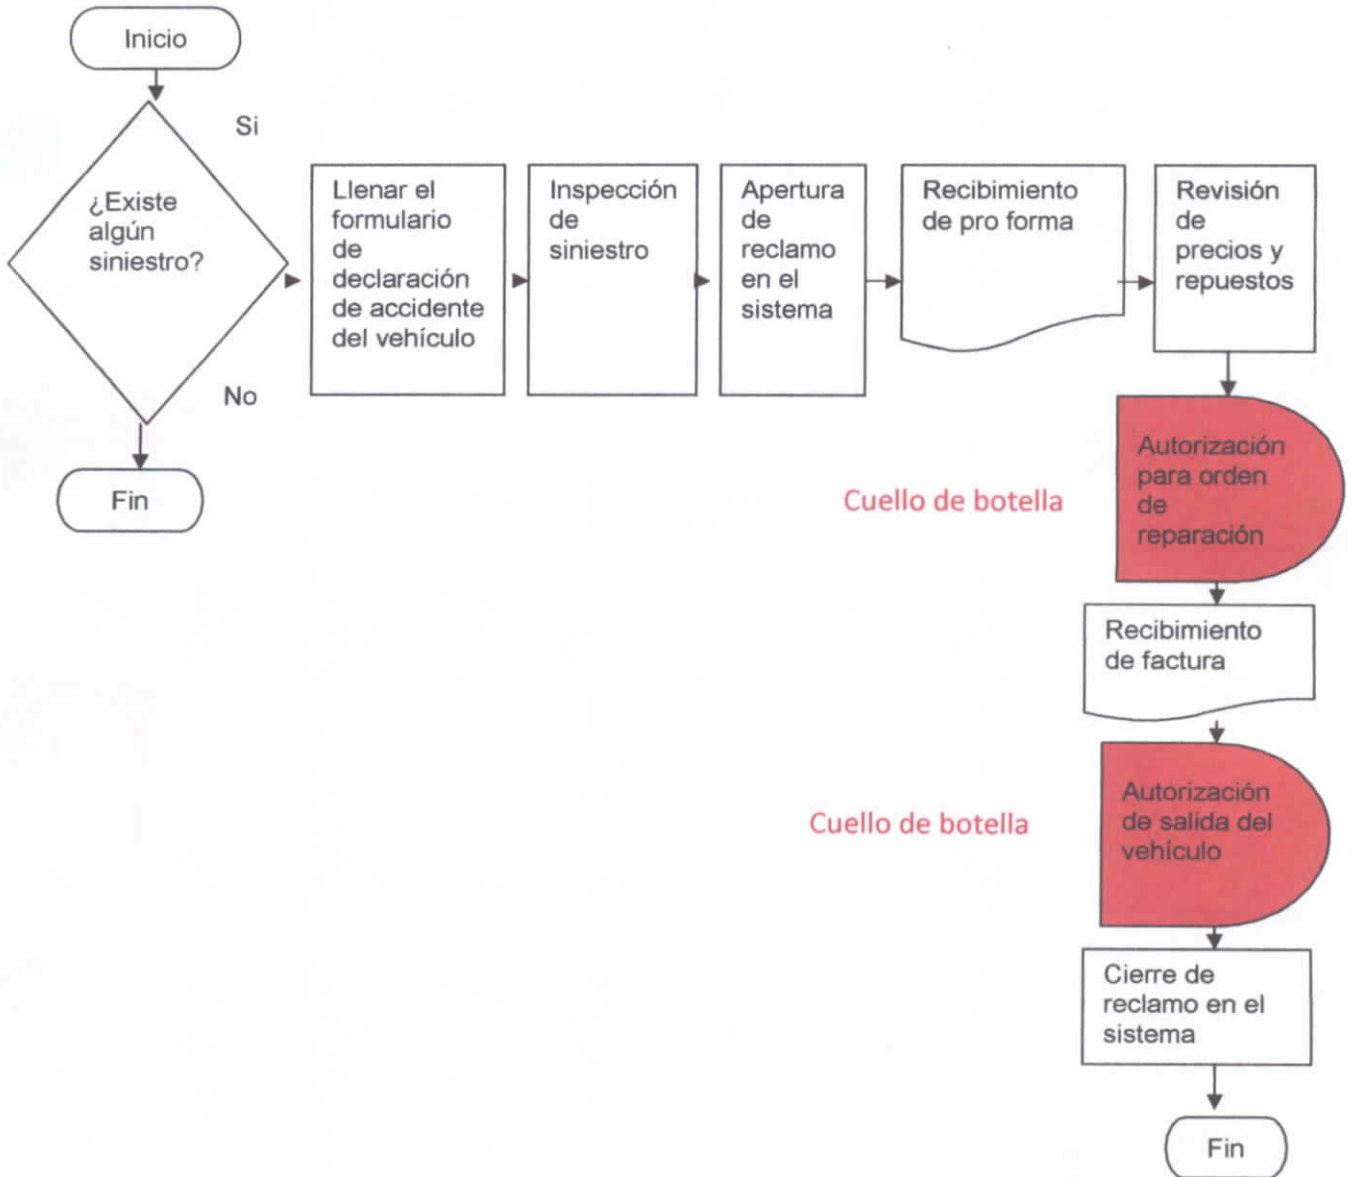 Inicio
Si
¿Existe
algún
siniestro?
No
Fin
Llenar el
formulario
de
declaración
de accidente
del vehículo
Inspección
de
siniestro
Apertura
de
reclamo
en el
sistema
Recibimiento
de pro forma
Revisión
de
precios y
repuestos
Cuello de botella
Autorización
para orden
de
reparación
Recibimiento
de factura
Cuello de botella
Autorización
de salida del
vehículo
Cierre de
reclamo en el
sistema
Fin